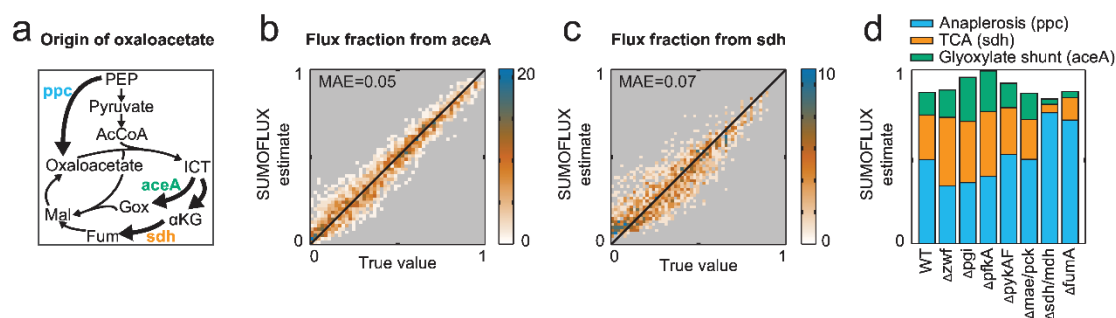 a Origin of oxaloacetate
PEP
ppc
Pyruvate
AcCoA
Oxaloacetate
ICT
aceA
Gox
αKG
Mal
Fum
sdh
b Flux fraction from aceA
MAE=0.05
1
0
SUMOFLUX
estimate
0 1
True value
20
0
c Flux fraction from sdh
MAE=0.07
1
0
SUMOFLUX
estimate
0 1
True value
10
0
d
Anaplerosis (ppc)
TCA (sdh)
Glyoxylate shunt (aceA)
1
0
SUMOFLUX
estimate
WT
Δzwf
Δpgi
ΔpfkA
ΔpykAF
Δmae/pck
Δsdh/mdh
ΔfumA